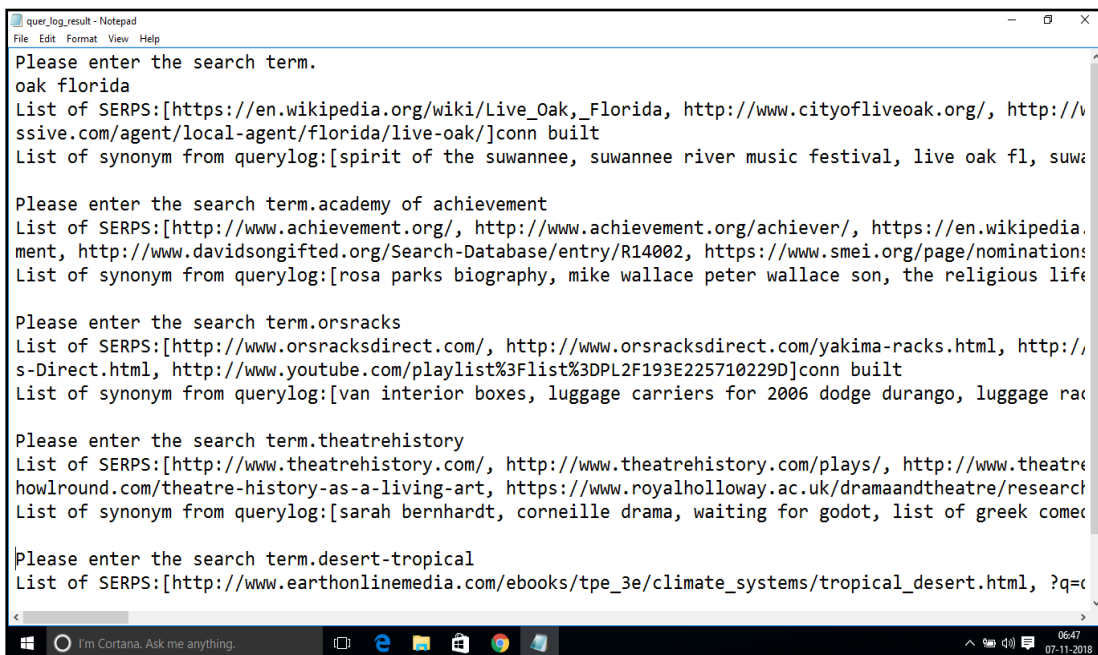 quer_log_result - Notepad
File Edit Format View Help
Please enter the search term.
oak florida
List of SERPS:[https://en.wikipedia.org/wiki/Live_Oak,_Florida, http://www.cityofliveoak.org/, http://w
ssive.com/agent/local-agent/florida/live-oak/]conn built
List of synonym from querylog:[spirit of the suwannee, suwannee river music festival, live oak fl, suwa
Please enter the search term.academy of achievement
List of SERPS:[http://www.achievement.org/, http://www.achievement.org/achiever/, https://en.wikipedia.
ment, http://www.davidsongifted.org/Search-Database/entry/R14002, https://www.smei.org/page/nominations
List of synonym from querylog:[rosa parks biography, mike wallace peter wallace son, the religious life
Please enter the search term.orsracks
List of SERPS:[http://www.orsracksdirect.com/, http://www.orsracksdirect.com/yakima-racks.html, http:/
s-Direct.html, http://www.youtube.com/playlist%3Flist%3DPL2F193E225710229D]conn built
List of synonym from querylog:[van interior boxes, luggage carriers for 2006 dodge durango, luggage rac
Please enter the search term.theatrehistory
List of SERPS:[http://www.theatrehistory.com/, http://www.theatrehistory.com/plays/, http://www.theatre
howlround.com/theatre-history-as-a-living-art, https://www.royalholloway.ac.uk/dramaandtheatre/research
List of synonym from querylog:[sarah bernhardt, corneille drama, waiting for godot, list of greek comed
Please enter the search term.desert-tropical
List of SERPS:[http://www.earthonlinemedia.com/ebooks/tpe_3e/climate_systems/tropical_desert.html, ?q=d
I'm Cortana. Ask me anything.
06:47
07-11-2018